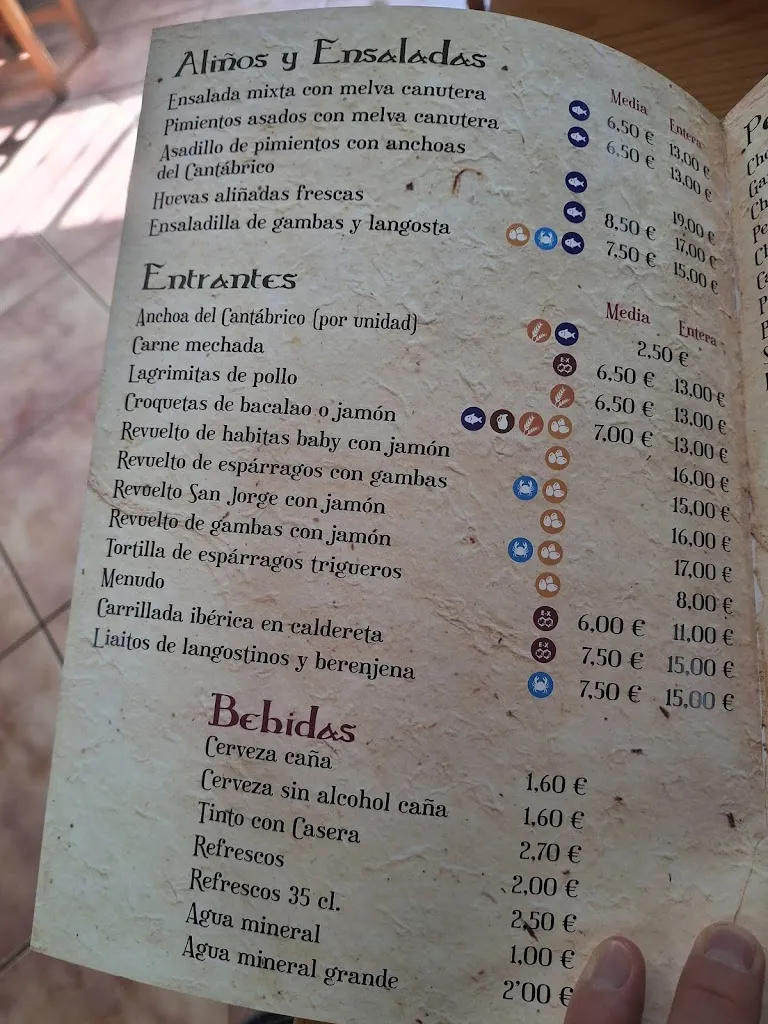 Aliños y Ensaladas
Media Entera
Ensalada mixta con melva canutera 6,50 € 13,00 €
Pimientos asados con melva canutera 6,50 € 13,00 €
Asadillo de pimientos con anchoas
del Cantábrico 19,00 €
Huevas aliñadas frescas 8,50 € 17,00 €
Ensaladilla de gambas y langosta 7,50 € 15,00 €
Entrantes
Media Entera
Anchoa del Cantábrico (por unidad) 2,50 €
Carne mechada E-X 6,50 € 13,00 €
Lagrimitas de pollo 6,50 € 13,00 €
Croquetas de bacalao o jamón 7,00 € 13,00 €
Revuelto de habitas baby con jamón 16,00 €
Revuelto de espárragos con gambas 15,00 €
Revuelto San Jorge con jamón 16,00 €
Revuelto de gambas con jamón 17,00 €
Tortilla de espárragos trigueros 8,00 €
Menudo E-X 6,00 € 11,00 €
Carrillada ibérica en caldereta E-X 7,50 € 15,00 €
Liaitos de langostinos y berenjena 7,50 € 15,00 €
Bebidas
Cerveza caña 1,60 €
Cerveza sin alcohol caña 1,60 €
Tinto con Casera 2,70 €
Refrescos 2,00 €
Refrescos 35 cl. 2,50 €
Agua mineral 1,00 €
Agua mineral grande 2'00 €